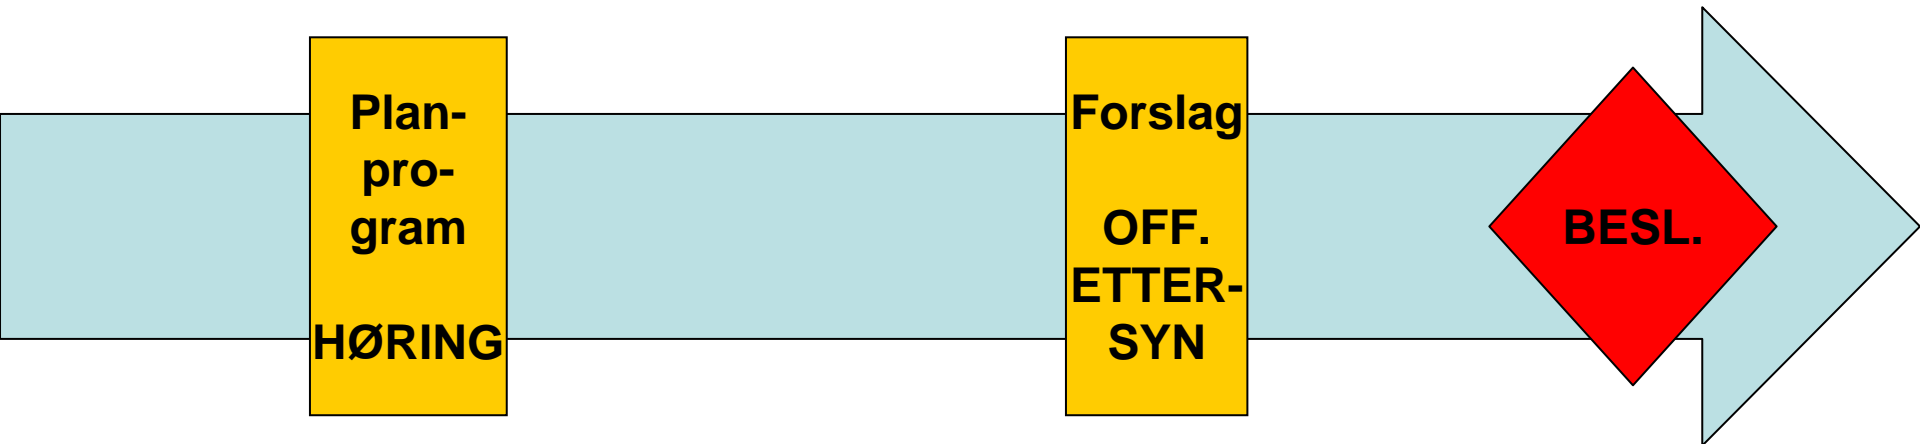 Plan-
pro-
gram
HØRING
Forslag
OFF.
ETTER-
SYN
BESL.